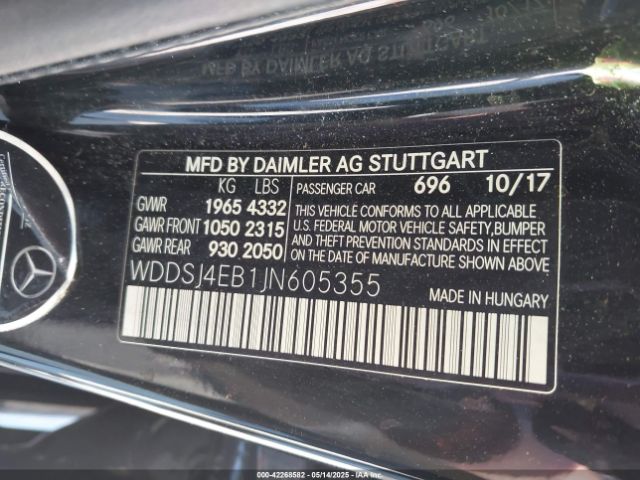 MFD BY DAIMLER AG STUTTGART
KG LBS
GVWR 1965 4332
GAWR FRONT 1050 2315
GAWR REAR 930 2050
PASSENGER CAR 696 10/17
THIS VEHICLE CONFORMS TO ALL APPLICABLE
U.S. FEDERAL MOTOR VEHICLE SAFETY,BUMPER
AND THEFT PREVENTION STANDARDS IN EFFECT
ON THE DATE OF MANUFACTURE SHOWN ABOVE.
WDDSJ4EB1JN605355
MADE IN HUNGARY
000-42268582 - 05/14/2025 - IAAI.com